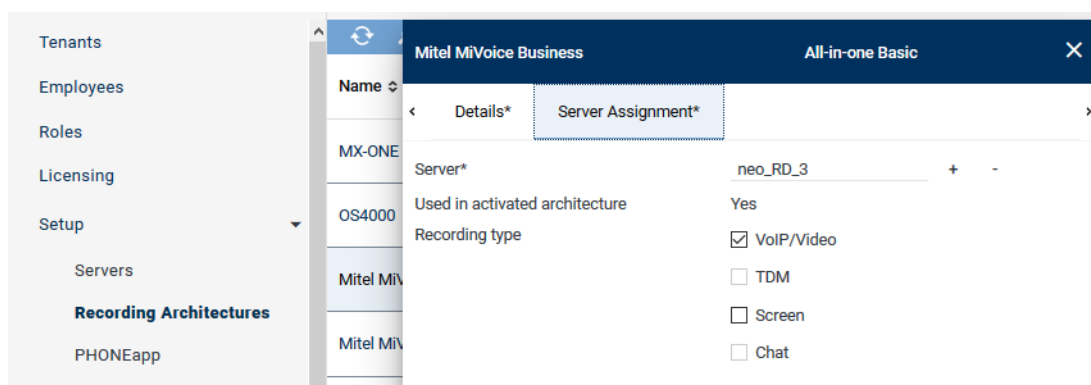 Tenants
Employees
Roles
Licensing
Setup
Servers
Recording Architectures
PHONEapp
Name
MX-ONE
OS4000
Mitel MiV
Mitel MiV
Mitel MiVoice Business All-in-one Basic
Details* Server Assignment*
Server* neo_RD_3 + -
Used in activated architecture Yes
Recording type VoIP/Video
TDM
Screen
Chat